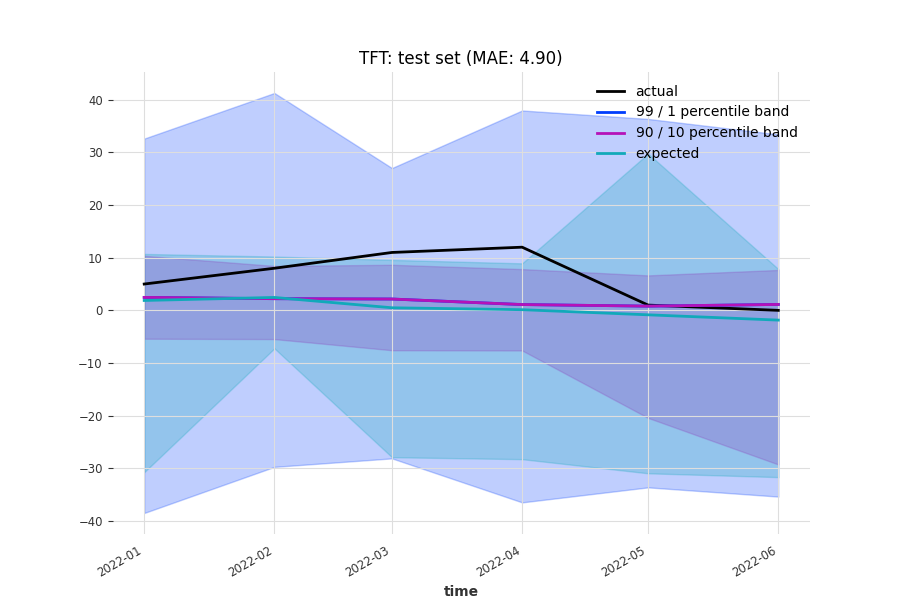 TFT: test set (MAE: 4.90)
actual
99 / 1 percentile band
90 / 10 percentile band
expected
40
30
20
10
0
−10
−20
−30
−40
2022-01
2022-02
2022-03
2022-04
2022-05
2022-06
time